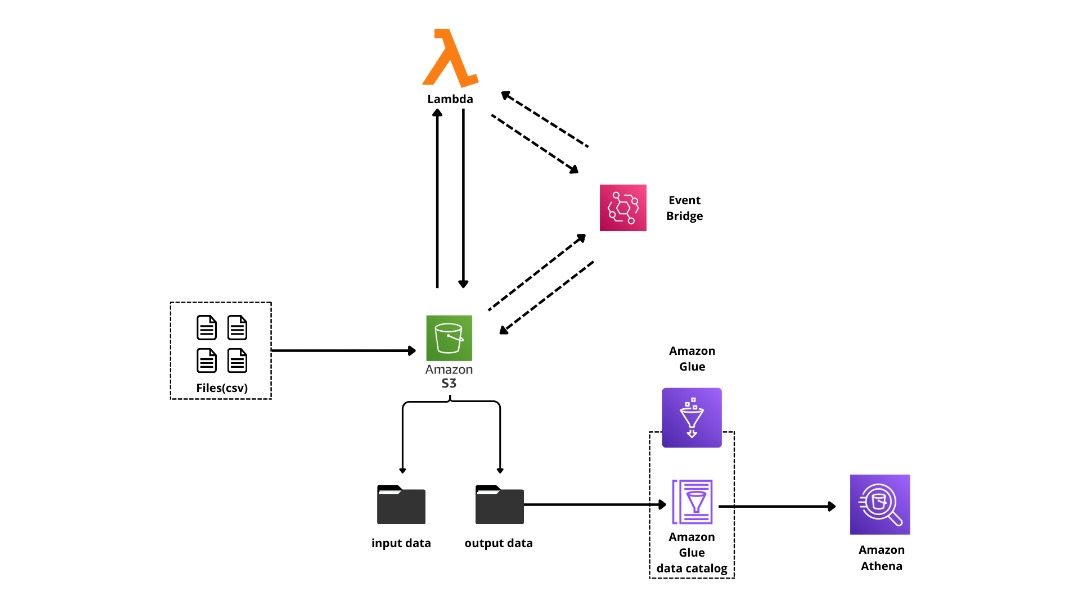 Lambda
Event
Bridge
Files(csv)
Amazon
S3
Amazon
Glue
input data
output data
Amazon
Glue
data catalog
Amazon
Athena